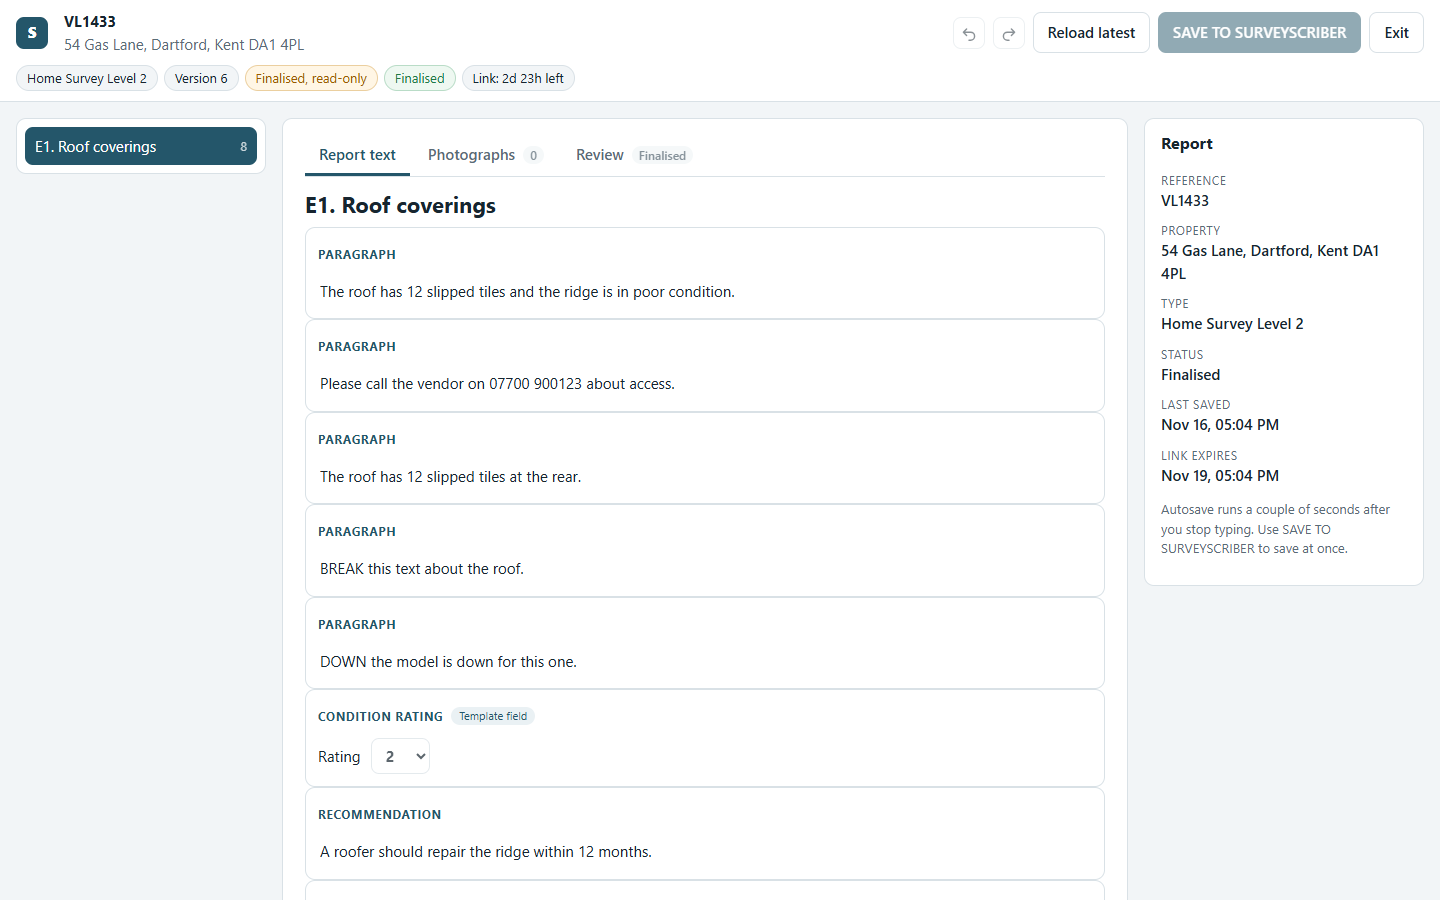 S
VL1433
54 Gas Lane, Dartford, Kent DA1 4PL
Reload latest
SAVE TO SURVEYSCRIBER
Exit
Home Survey Level 2
Version 6
Finalised, read-only
Finalised
Link: 2d 23h left
E1. Roof coverings 8
Report text
Photographs 0
Review Finalised
E1. Roof coverings
PARAGRAPH
The roof has 12 slipped tiles and the ridge is in poor condition.
PARAGRAPH
Please call the vendor on 07700 900123 about access.
PARAGRAPH
The roof has 12 slipped tiles at the rear.
PARAGRAPH
BREAK this text about the roof.
PARAGRAPH
DOWN the model is down for this one.
CONDITION RATING Template field
Rating 2
RECOMMENDATION
A roofer should repair the ridge within 12 months.
Report
REFERENCE
VL1433
PROPERTY
54 Gas Lane, Dartford, Kent DA1
4PL
TYPE
Home Survey Level 2
STATUS
Finalised
LAST SAVED
Nov 16, 05:04 PM
LINK EXPIRES
Nov 19, 05:04 PM
Autosave runs a couple of seconds after
you stop typing. Use SAVE TO
SURVEYSCRIBER to save at once.